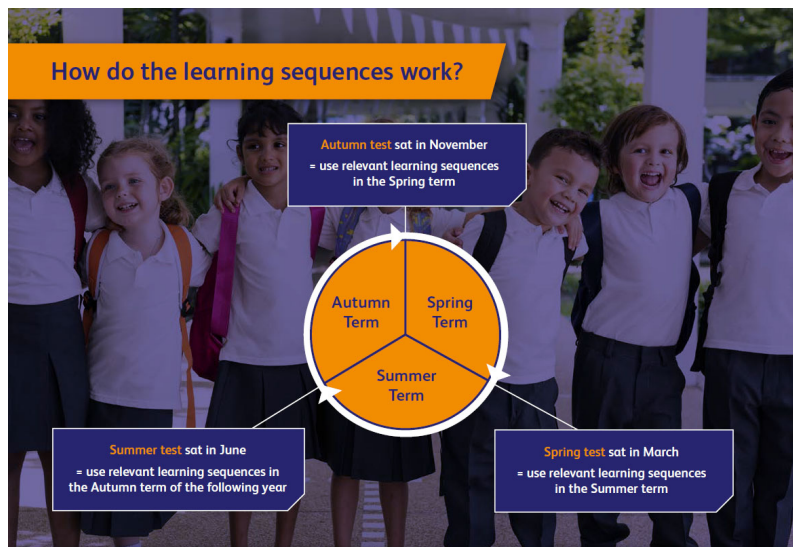 How do the learning sequences work?
Autumn test sat in November
= use relevant learning sequences
in the Spring term
Autumn
Term
Spring
Term
Summer
Term
Summer test sat in June
= use relevant learning sequences in
the Autumn term of the following year
Spring test sat in March
= use relevant learning sequences
in the Summer term